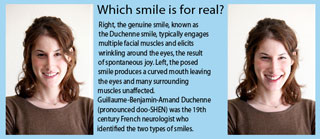 Which smile is for real?
Right, the genuine smile, known as
the Duchenne smile, typically engages
multiple facial muscles and elicits
wrinkling around the eyes, the result
of spontaneous joy. Left, the posed
smile produces a curved mouth leaving
the eyes and many surrounding
muscles unaffected.
Guillaume-Benjamin-Amand Duchenne
(pronounced doo-SHEN) was the 19th
century French neurologist who
identified the two types of smiles.